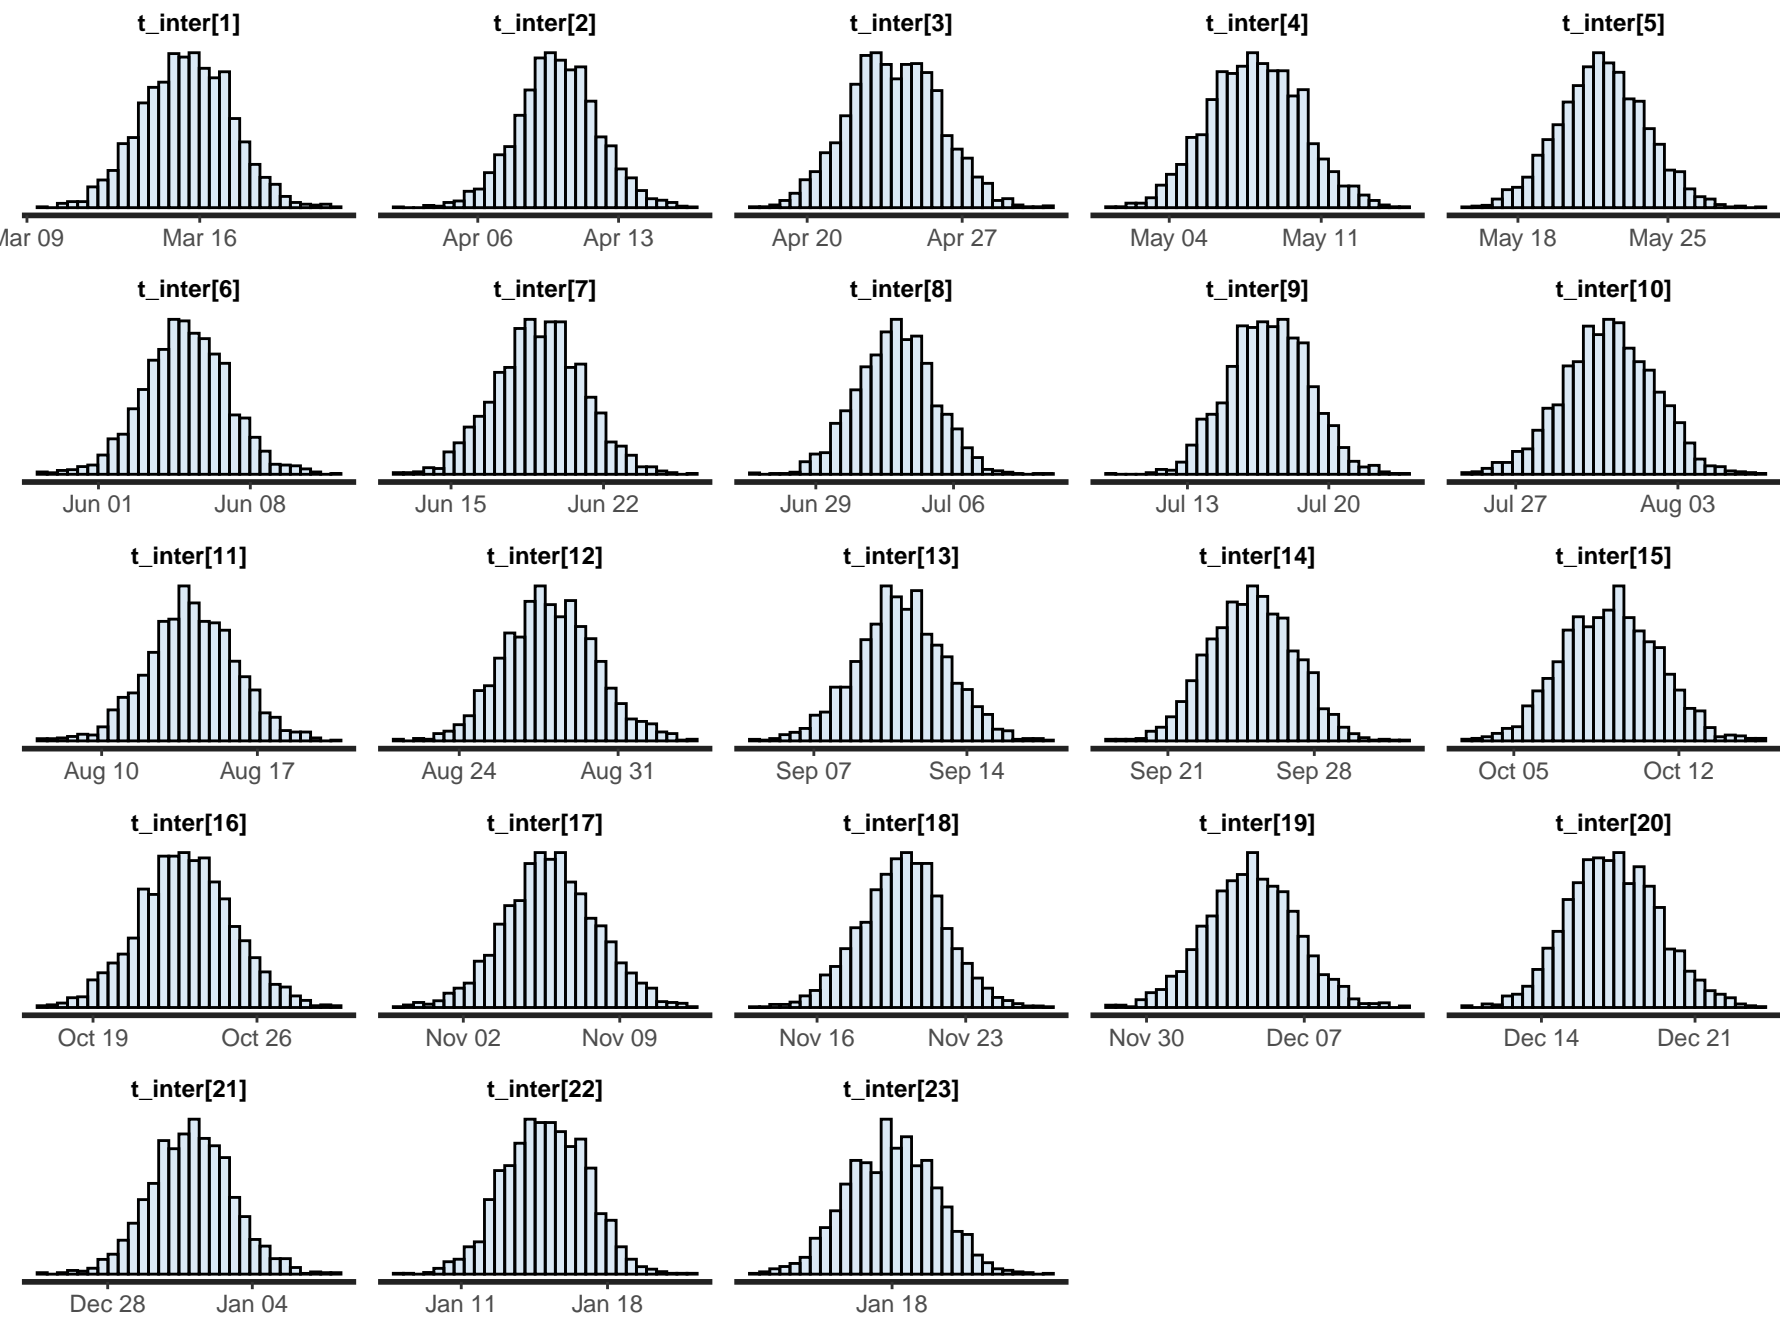 t_inter[1] t_inter[2] t_inter[3] t_inter[4] t_inter[5]
Mar 09 Mar 16 Apr 06 Apr 13 Apr 20 Apr 27 May 04 May 11 May 18 May 25
t_inter[6] t_inter[7] t_inter[8] t_inter[9] t_inter[10]
Jun 01 Jun 08 Jun 15 Jun 22 Jun 29 Jul 06 Jul 13 Jul 20 Jul 27 Aug 03
t_inter[11] t_inter[12] t_inter[13] t_inter[14] t_inter[15]
Aug 10 Aug 17 Aug 24 Aug 31 Sep 07 Sep 14 Sep 21 Sep 28 Oct 05 Oct 12
t_inter[16] t_inter[17] t_inter[18] t_inter[19] t_inter[20]
Oct 19 Oct 26 Nov 02 Nov 09 Nov 16 Nov 23 Nov 30 Dec 07 Dec 14 Dec 21
t_inter[21] t_inter[22] t_inter[23]
Dec 28 Jan 04 Jan 11 Jan 18 Jan 18